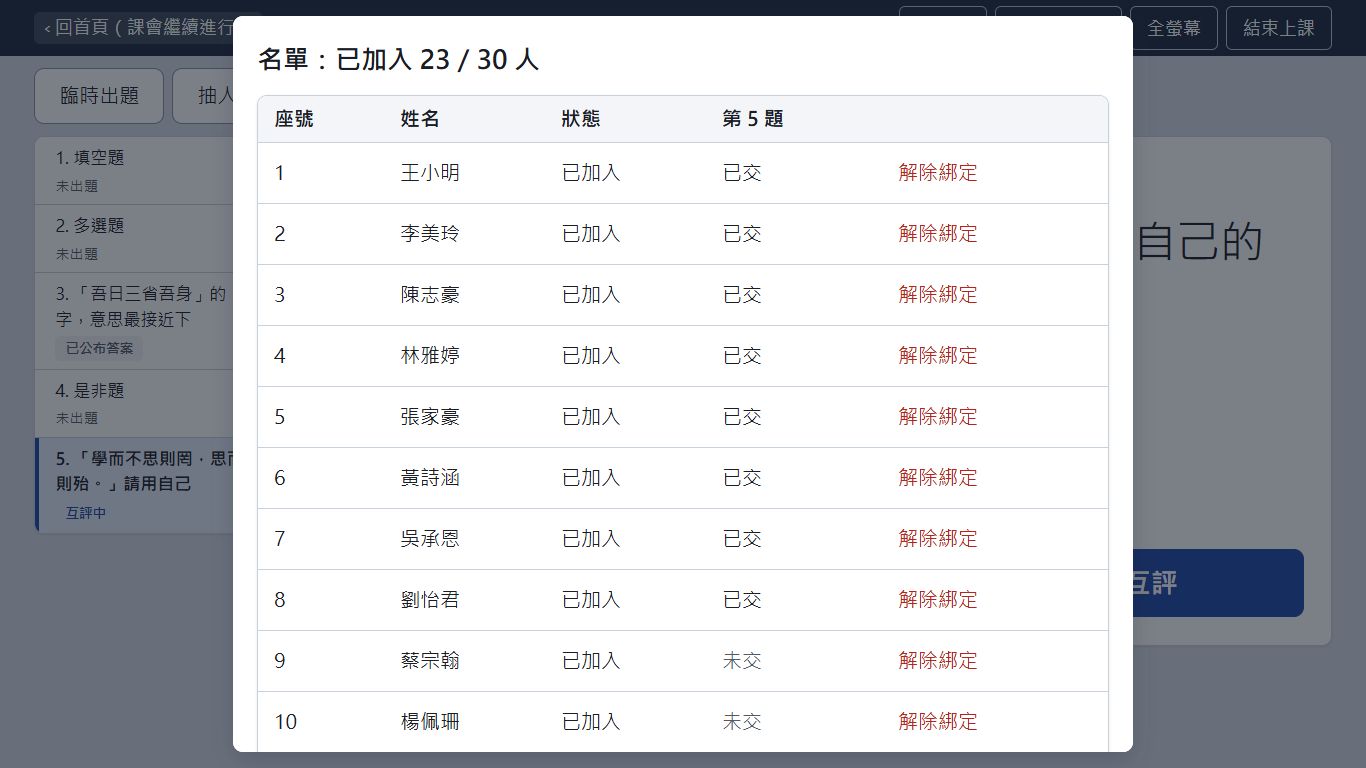 ‹ 回首頁（課會繼續進行
全螢幕
結束上課
臨時出題
抽人
1. 填空題
未出題
2. 多選題
未出題
3.「吾日三省吾身」的
字，意思最接近下
已公布答案
4. 是非題
未出題
5.「學而不思則罔，思而
則殆。」請用自己
互評中
自己的
互評
名單：已加入 23 / 30 人
座號 姓名 狀態 第 5 題
1 王小明 已加入 已交 解除綁定
2 李美玲 已加入 已交 解除綁定
3 陳志豪 已加入 已交 解除綁定
4 林雅婷 已加入 已交 解除綁定
5 張家豪 已加入 已交 解除綁定
6 黃詩涵 已加入 已交 解除綁定
7 吳承恩 已加入 已交 解除綁定
8 劉怡君 已加入 已交 解除綁定
9 蔡宗翰 已加入 未交 解除綁定
10 楊佩珊 已加入 未交 解除綁定